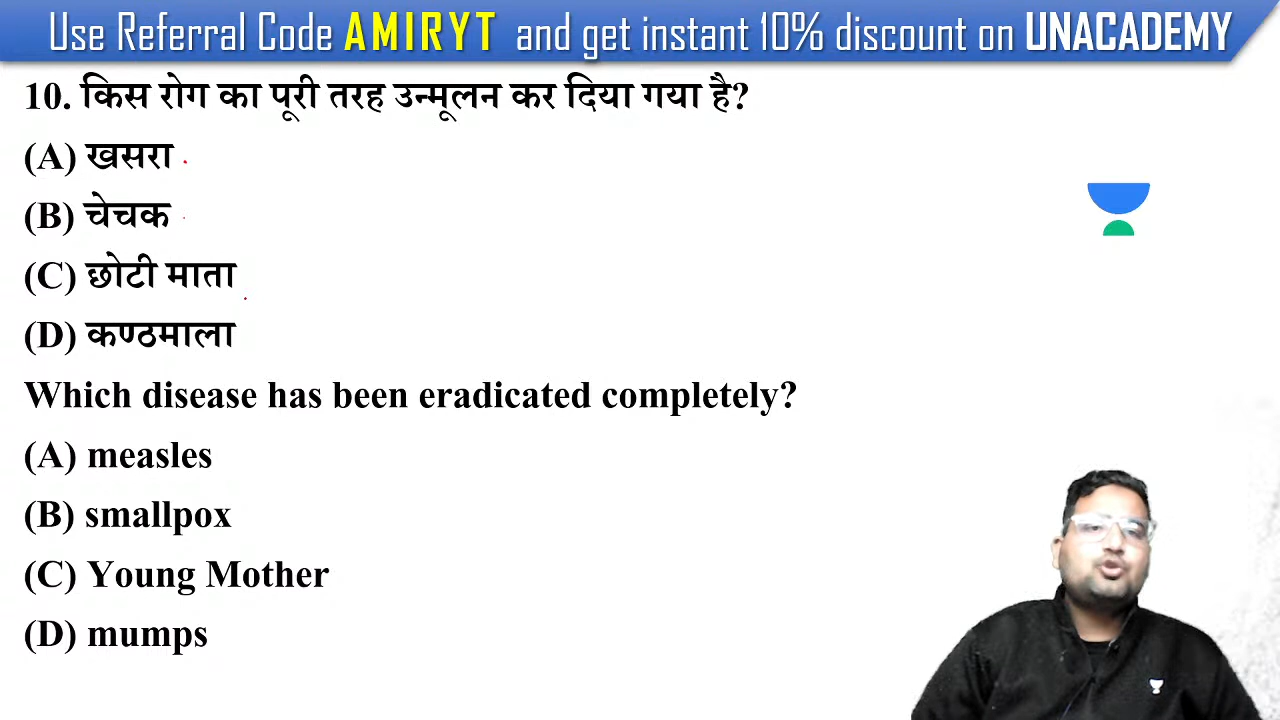 Use Referral Code AMIRYT and get instant 10% discount on UNACADEMY
10. किस रोग का पूरी तरह उन्मूलन कर दिया गया है?
(A) खसरा
(B) चेचक
(C) छोटी माता
(D) कण्ठमाला
Which disease has been eradicated completely?
(A) measles
(B) smallpox
(C) Young Mother
(D) mumps